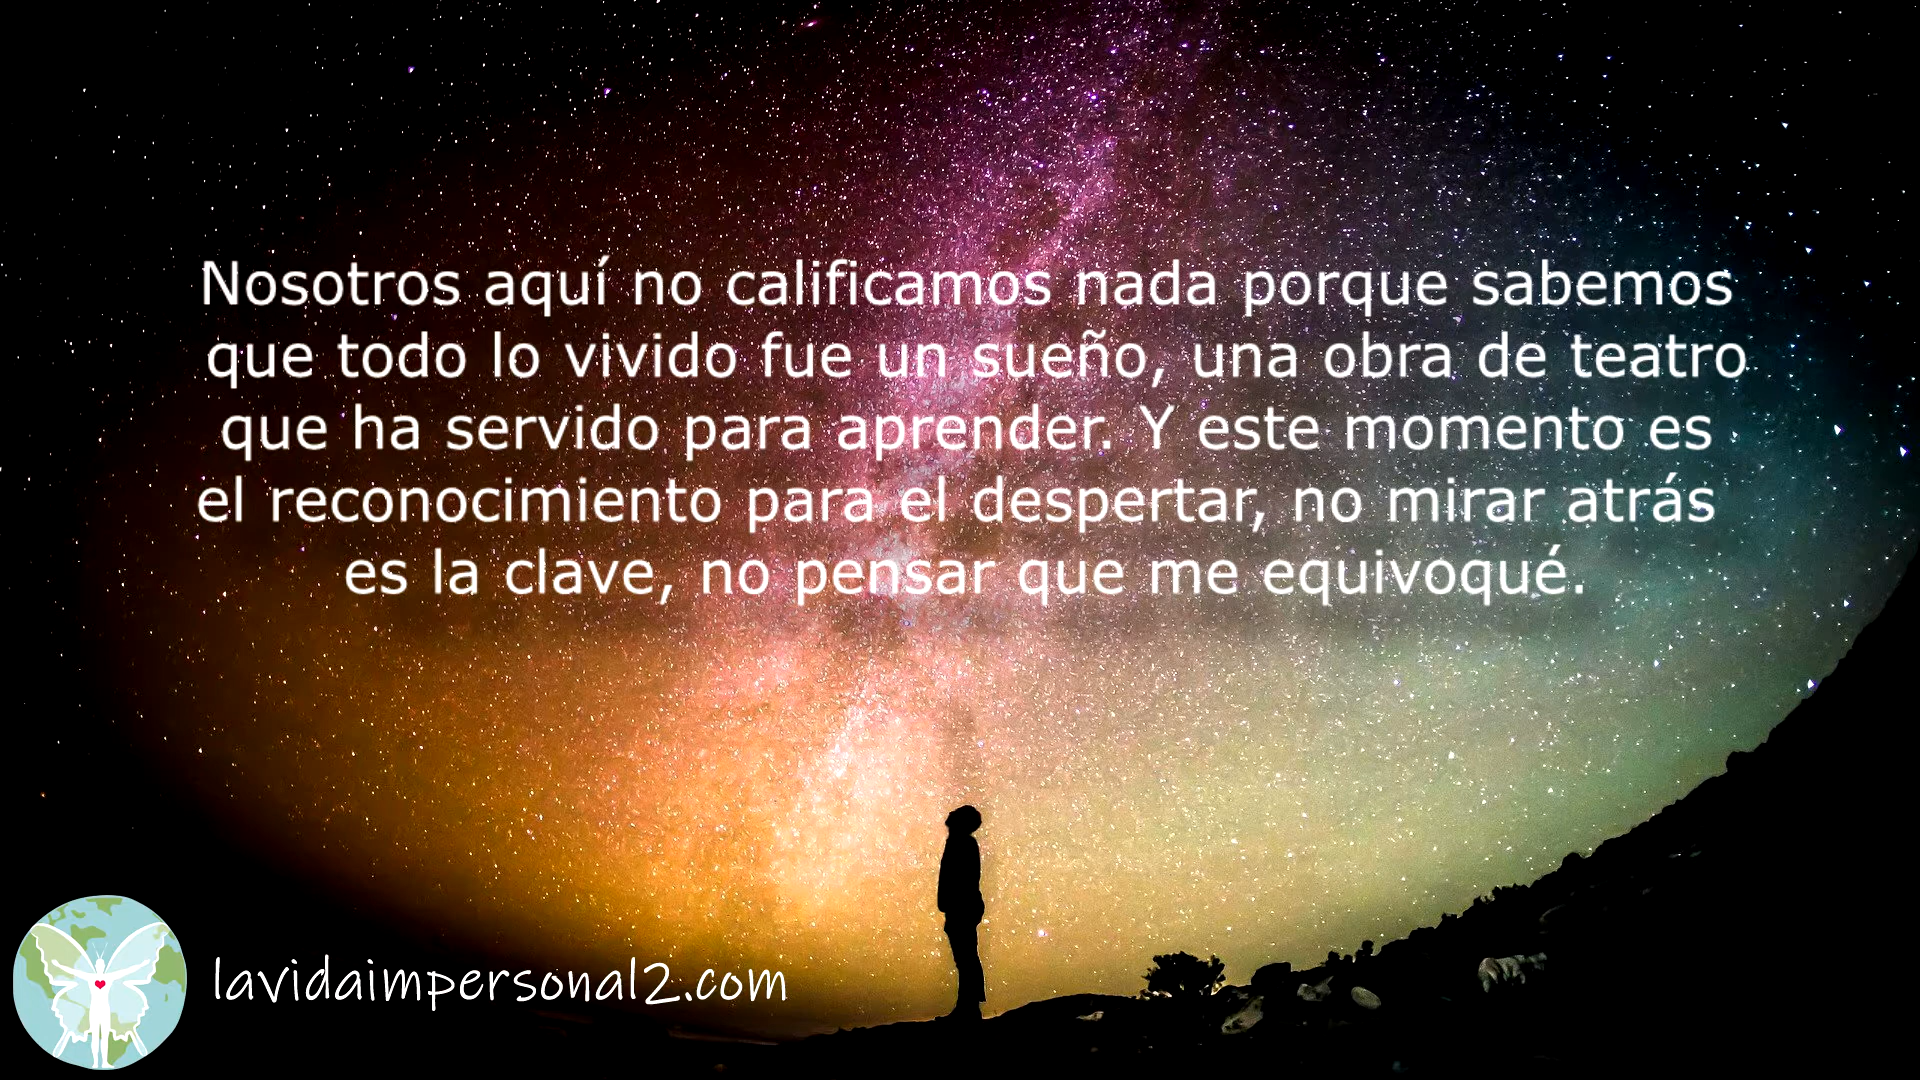 Nosotros aquí no calificamos nada porque sabemos
que todo lo vivido fue un sueño, una obra de teatro
que ha servido para aprender. Y este momento es
el reconocimiento para el despertar, no mirar atrás
es la clave, no pensar que me equivoqué.
lavidaimpersonal2.com